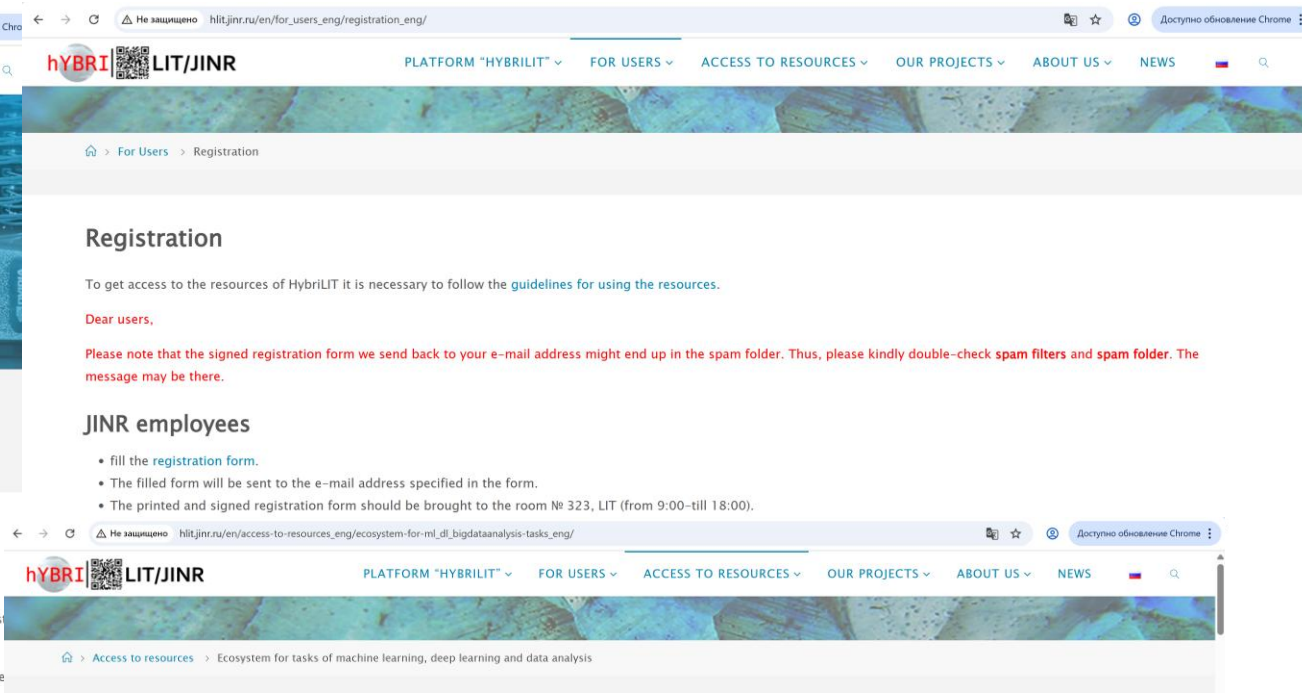 Chro
Не защищено hlit.jinr.ru/en/for_users_eng/registration_eng/ Доступно обновление Chrome
hYBRI LIT/JINR PLATFORM "HYBRILIT" FOR USERS ACCESS TO RESOURCES OUR PROJECTS ABOUT US NEWS
> For Users > Registration
Registration
To get access to the resources of HybriLIT it is necessary to follow the guidelines for using the resources.
Dear users,
Please note that the signed registration form we send back to your e-mail address might end up in the spam folder. Thus, please kindly double-check spam filters and spam folder. The
message may be there.
JINR employees
• fill the registration form.
• The filled form will be sent to the e-mail address specified in the form.
• The printed and signed registration form should be brought to the room № 323, LIT (from 9:00-till 18:00).
Не защищено hlit.jinr.ru/en/access-to-resources_eng/ecosystem-for-ml_dl_bigdataanalysis-tasks_eng/ Доступно обновление Chrome
hYBRI LIT/JINR PLATFORM "HYBRILIT" FOR USERS ACCESS TO RESOURCES OUR PROJECTS ABOUT US NEWS
> Access to resources > Ecosystem for tasks of machine learning, deep learning and data analysis